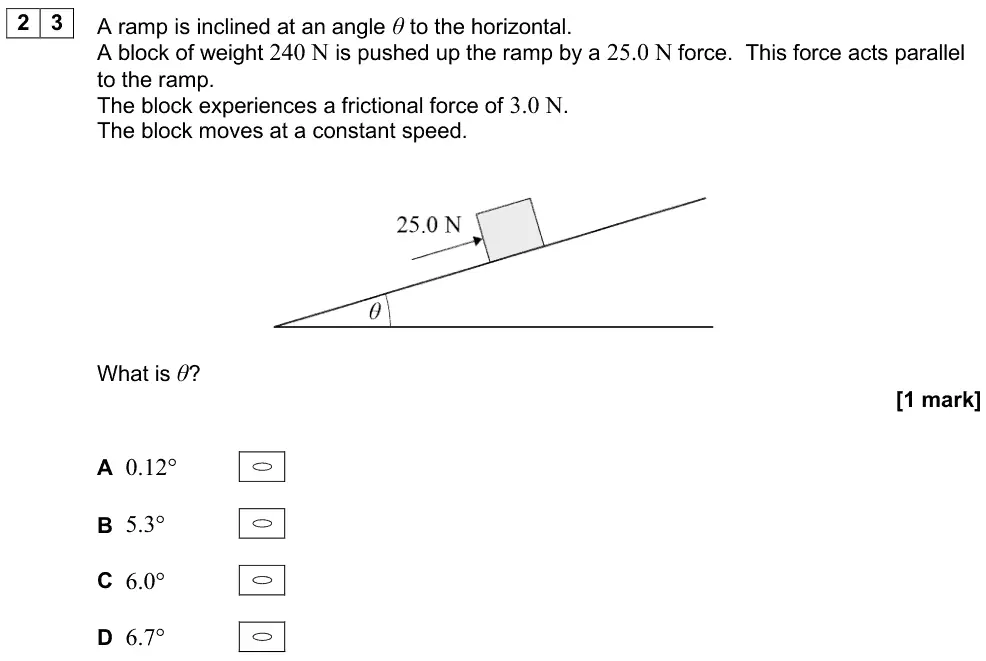 2 3 A ramp is inclined at an angle θ to the horizontal.
A block of weight 240 N is pushed up the ramp by a 25.0 N force. This force acts parallel
to the ramp.
The block experiences a frictional force of 3.0 N.
The block moves at a constant speed.
25.0 N
θ
What is θ?
[1 mark]
A 0.12°
B 5.3°
C 6.0°
D 6.7°